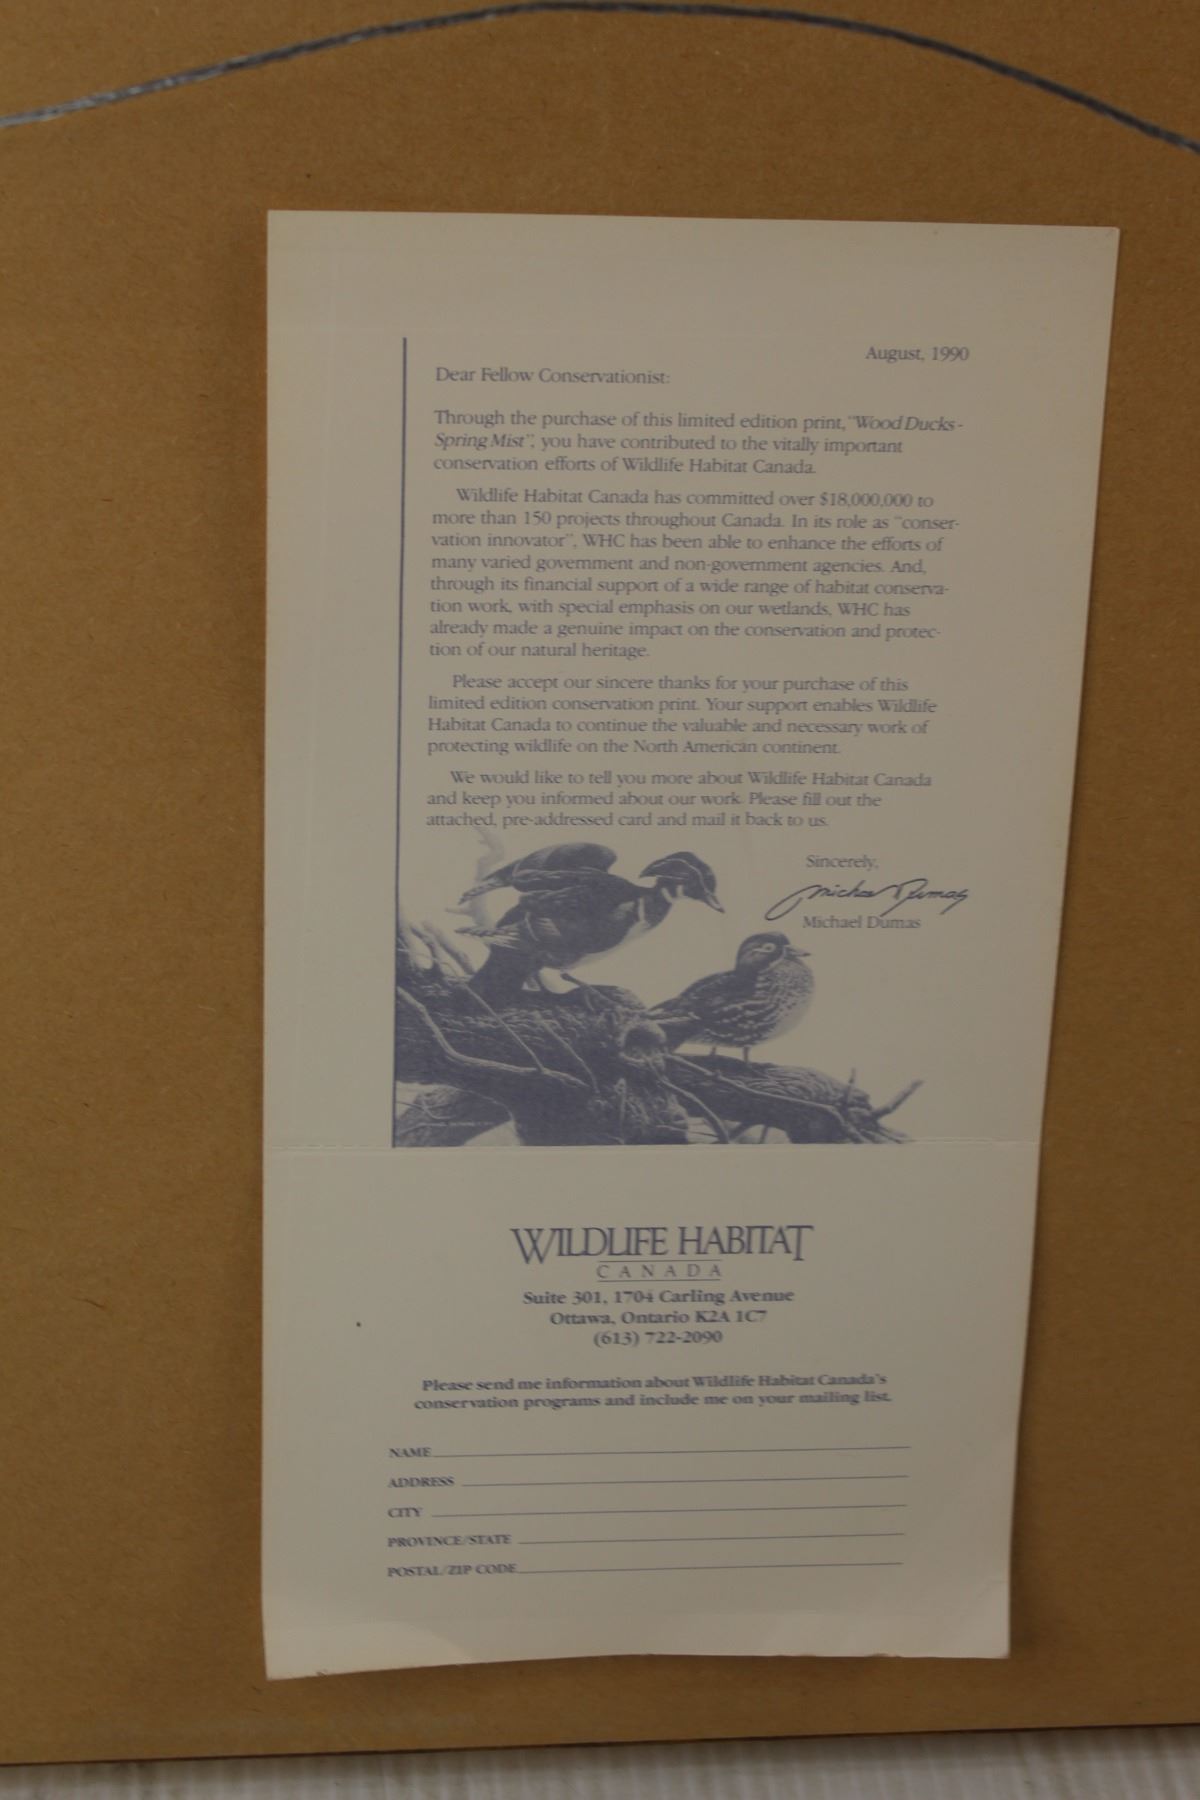 August, 1990
Dear Fellow Conservationist:
Through the purchase of this limited edition print, "Wood Ducks -
Spring Mist", you have contributed to the vitally important
conservation efforts of Wildlife Habitat Canada.
Wildlife Habitat Canada has committed over $18,000,000 to
more than 150 projects throughout Canada. In its role as "conser-
vation innovator", WHC has been able to enhance the efforts of
many varied government and non-government agencies. And,
through its financial support of a wide range of habitat conserva-
tion work, with special emphasis on our wetlands, WHC has
already made a genuine impact on the conservation and protec-
tion of our natural heritage.
Please accept our sincere thanks for your purchase of this
limited edition conservation print. Your support enables Wildlife
Habitat Canada to continue the valuable and necessary work of
protecting wildlife on the North American continent.
We would like to tell you more about Wildlife Habitat Canada
and keep you informed about our work. Please fill out the
attached, pre-addressed card and mail it back to us.
Sincerely,
Michael Dumas
Michael Dumas
WILDLIFE HABITAT
CANADA
Suite 301, 1704 Carling Avenue
Ottawa, Ontario K2A 1C7
(613) 722-2090
Please send me information about Wildlife Habitat Canada's
conservation programs and include me on your mailing list.
NAME
ADDRESS
CITY
PROVINCE/STATE
POSTAL/ZIP CODE